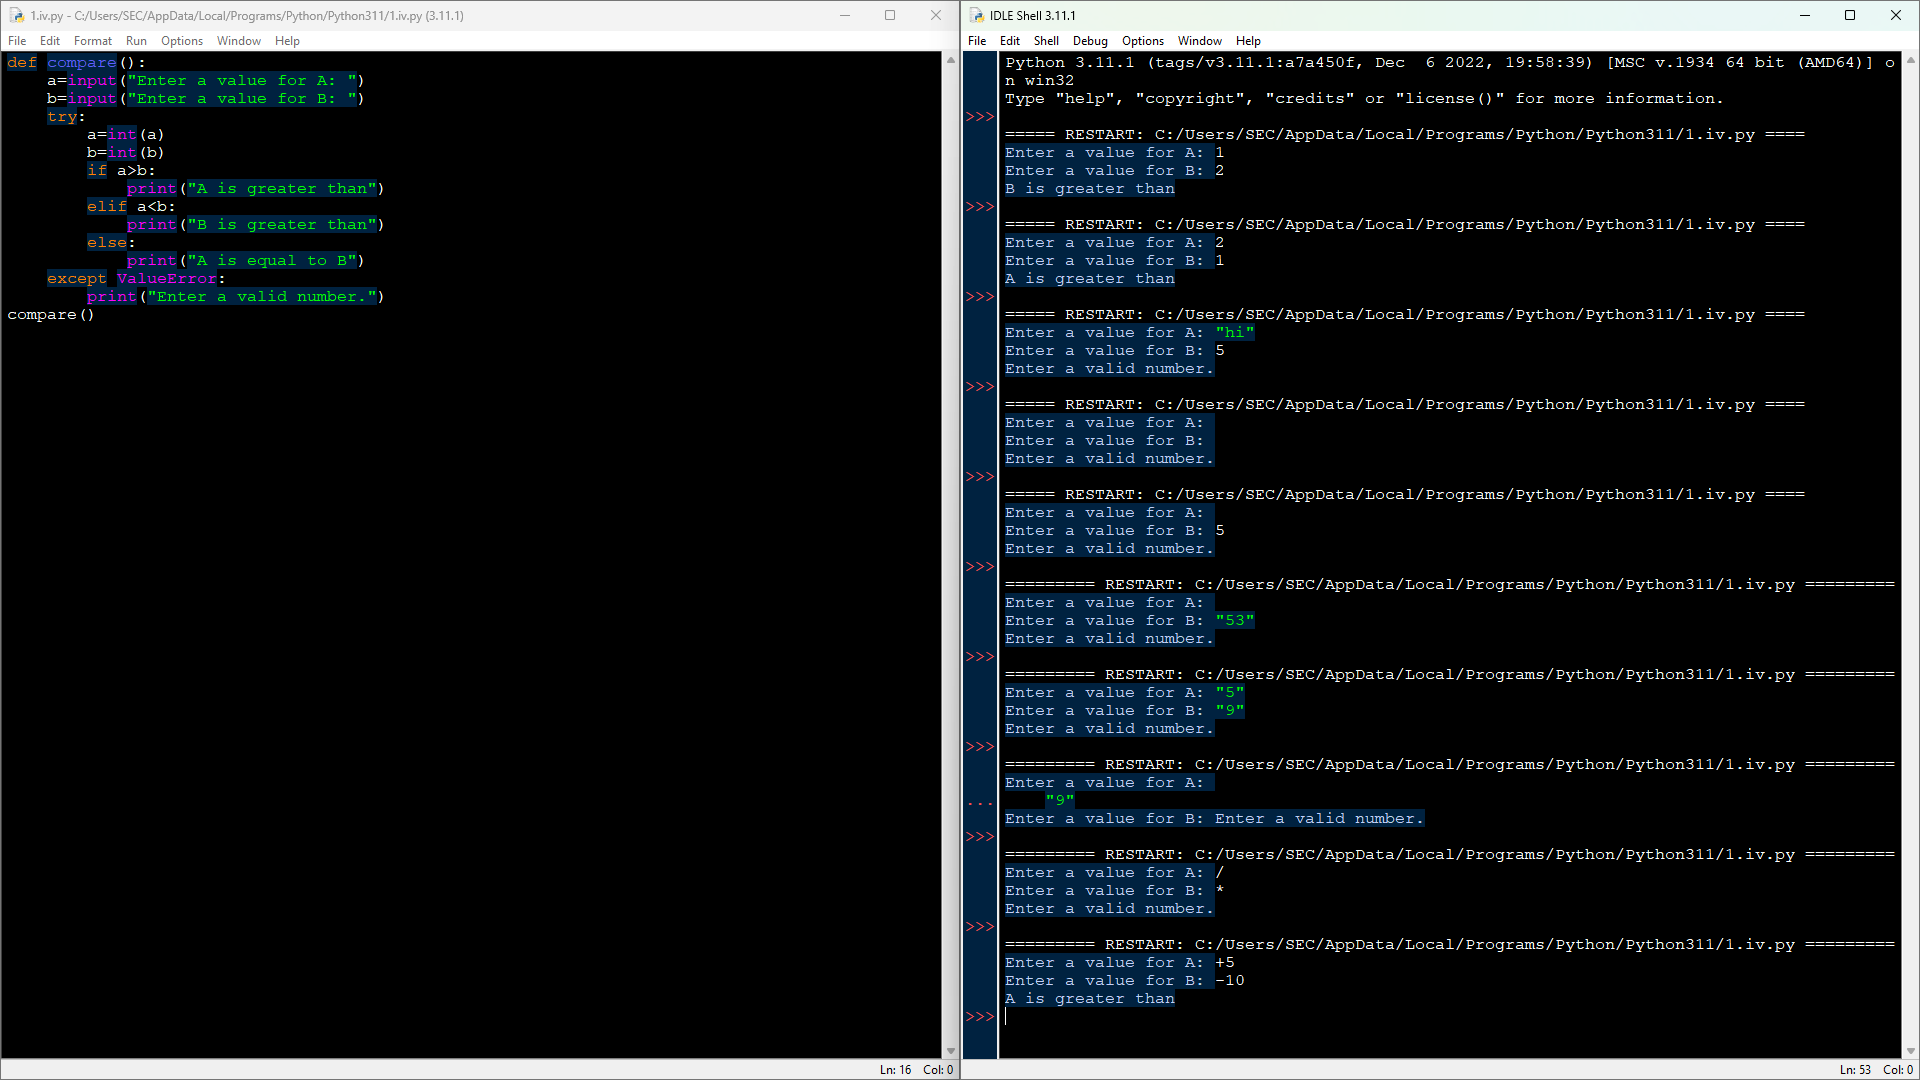 1.iv.py - C:/Users/SEC/AppData/Local/Programs/Python/Python311/1.iv.py (3.11.1)
File Edit Format Run Options Window Help
def compare():
    a=input("Enter a value for A: ")
    b=input("Enter a value for B: ")
    try:
        a=int(a)
        b=int(b)
        if a>b:
            print("A is greater than")
        elif a<b:
            print("B is greater than")
        else:
            print("A is equal to B")
    except ValueError:
        print("Enter a valid number.")
compare()
Ln: 16 Col: 0
IDLE Shell 3.11.1
File Edit Shell Debug Options Window Help
Python 3.11.1 (tags/v3.11.1:a7a450f, Dec  6 2022, 19:58:39) [MSC v.1934 64 bit (AMD64)] o
n win32
Type "help", "copyright", "credits" or "license()" for more information.
>>>
===== RESTART: C:/Users/SEC/AppData/Local/Programs/Python/Python311/1.iv.py ====
Enter a value for A: 1
Enter a value for B: 2
B is greater than
>>>
===== RESTART: C:/Users/SEC/AppData/Local/Programs/Python/Python311/1.iv.py ====
Enter a value for A: 2
Enter a value for B: 1
A is greater than
>>>
===== RESTART: C:/Users/SEC/AppData/Local/Programs/Python/Python311/1.iv.py ====
Enter a value for A: "hi"
Enter a value for B: 5
Enter a valid number.
>>>
===== RESTART: C:/Users/SEC/AppData/Local/Programs/Python/Python311/1.iv.py ====
Enter a value for A:
Enter a value for B:
Enter a valid number.
>>>
===== RESTART: C:/Users/SEC/AppData/Local/Programs/Python/Python311/1.iv.py ====
Enter a value for A:
Enter a value for B: 5
Enter a valid number.
>>>
========= RESTART: C:/Users/SEC/AppData/Local/Programs/Python/Python311/1.iv.py =========
Enter a value for A:
Enter a value for B: "53"
Enter a valid number.
>>>
========= RESTART: C:/Users/SEC/AppData/Local/Programs/Python/Python311/1.iv.py =========
Enter a value for A: "5"
Enter a value for B: "9"
Enter a valid number.
>>>
========= RESTART: C:/Users/SEC/AppData/Local/Programs/Python/Python311/1.iv.py =========
Enter a value for A:
...     "9"
Enter a value for B: Enter a valid number.
>>>
========= RESTART: C:/Users/SEC/AppData/Local/Programs/Python/Python311/1.iv.py =========
Enter a value for A: /
Enter a value for B: *
Enter a valid number.
>>>
========= RESTART: C:/Users/SEC/AppData/Local/Programs/Python/Python311/1.iv.py =========
Enter a value for A: +5
Enter a value for B: -10
A is greater than
>>>
Ln: 53 Col: 0